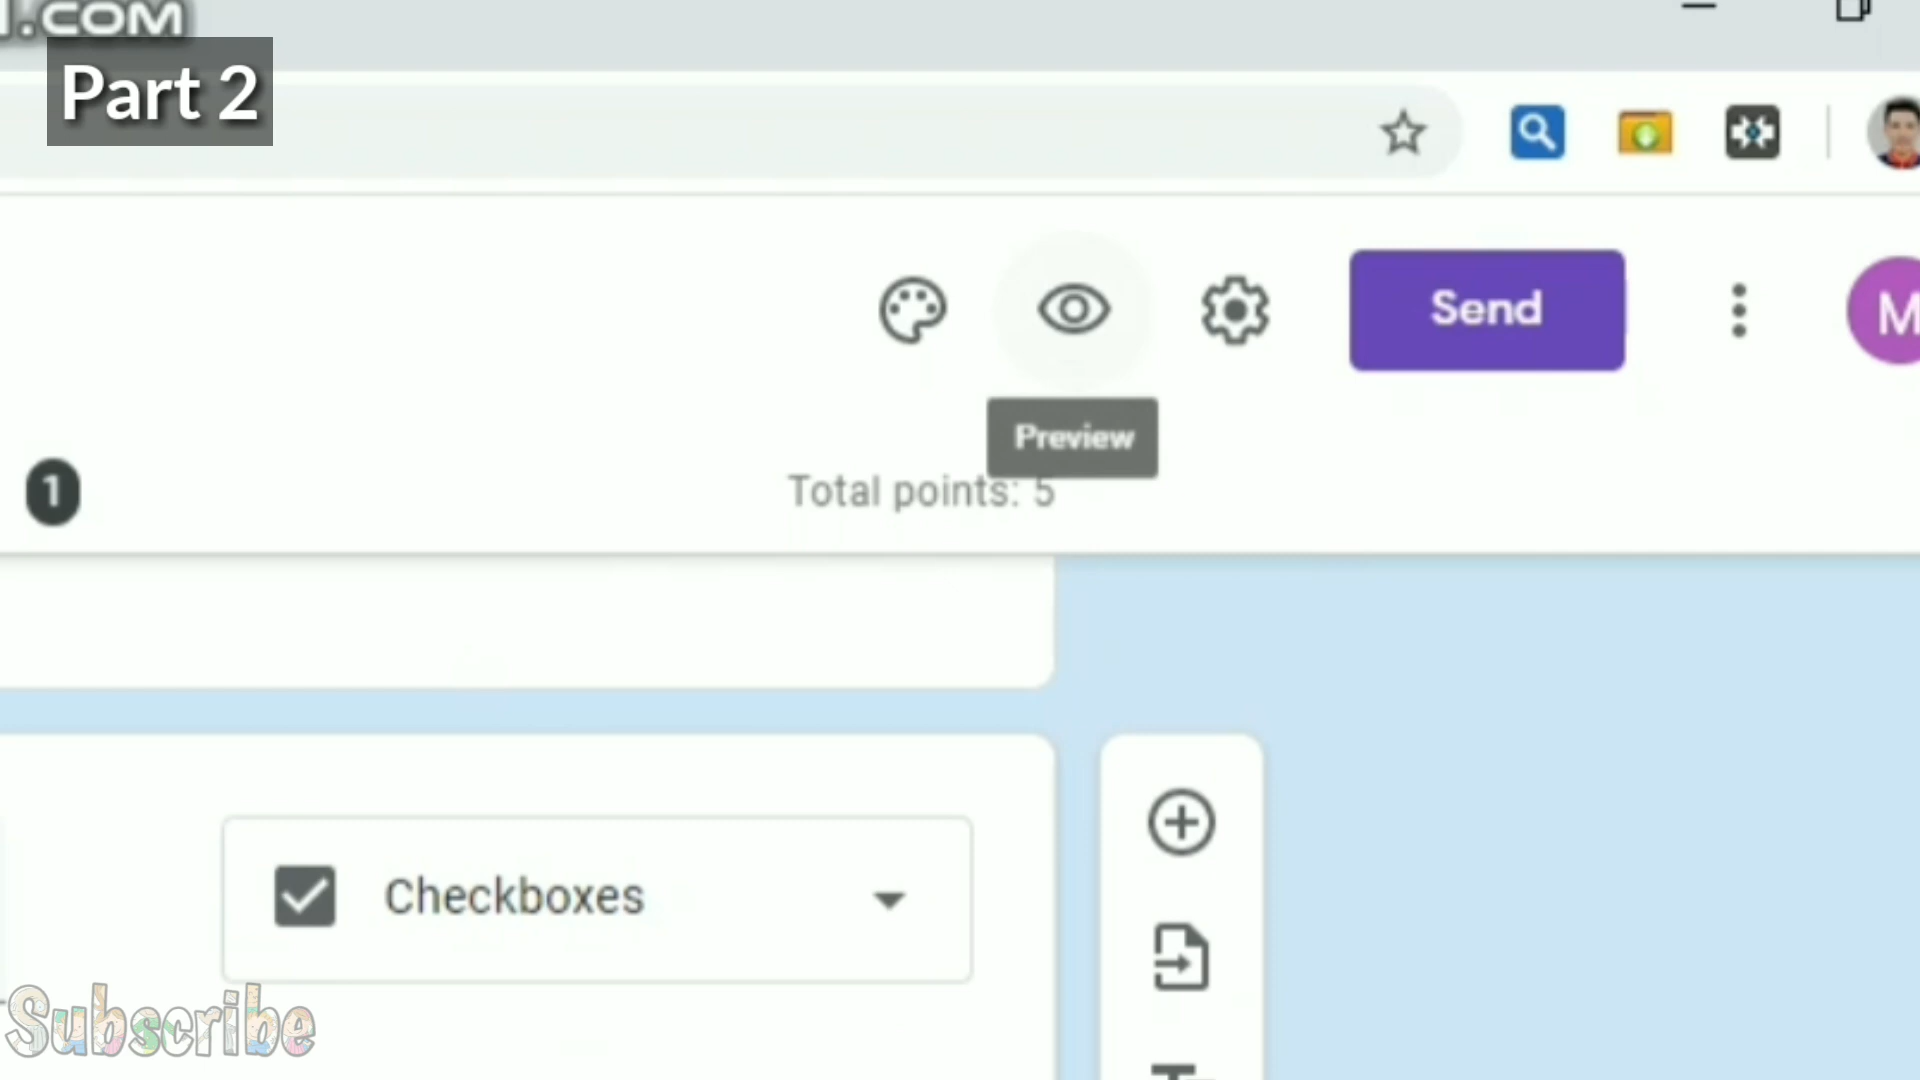 .COM
Part 2
Send
M
Preview
1
Total points: 5
Checkboxes
Subscribe